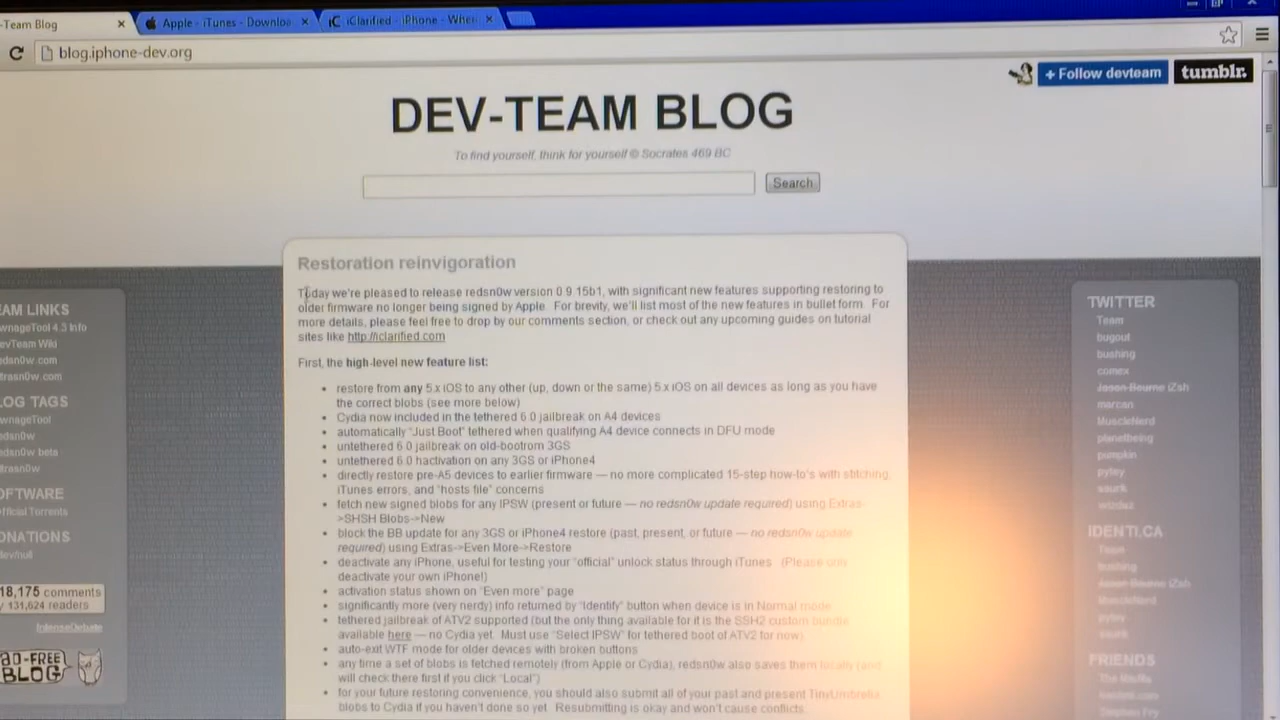 -Team Blog
Apple - iTunes - Downloa
iC iClarified - iPhone - Whe
blog.iphone-dev.org
+ Follow devteam
tumblr.
DEV-TEAM BLOG
To find yourself, think for yourself © Socrates 469 BC
Search
Restoration reinvigoration
Today we're pleased to release redsn0w version 0.9.15b1, with significant new features supporting restoring to
older firmware no longer being signed by Apple. For brevity, we'll list most of the new features in bullet form. For
more details, please feel free to drop by our comments section, or check out any upcoming guides on tutorial
sites like http://iclarified.com
First, the high-level new feature list:
restore from any 5.x iOS to any other (up, down or the same) 5.x iOS on all devices as long as you have
the correct blobs (see more below)
Cydia now included in the tethered 6.0 jailbreak on A4 devices
automatically "Just Boot" tethered when qualifying A4 device connects in DFU mode
untethered 6.0 jailbreak on old-bootrom 3GS
untethered 6.0 hactivation on any 3GS or iPhone4
directly restore pre-A5 devices to earlier firmware — no more complicated 15-step how-to's with stitching,
iTunes errors, and "hosts file" concerns
fetch new signed blobs for any IPSW (present or future — no redsn0w update required) using Extras-
>SHSH Blobs->New
block the BB update for any 3GS or iPhone4 restore (past, present, or future — no redsn0w update
required) using Extras->Even More->Restore
deactivate any iPhone, useful for testing your "official" unlock status through iTunes (Please only
deactivate your own iPhone!)
activation status shown on "Even more" page
significantly more (very nerdy) info returned by "Identify" button when device is in Normal mode
tethered jailbreak of ATV2 supported (but the only thing available for it is the SSH2 custom bundle
available here — no Cydia yet. Must use "Select IPSW" for tethered boot of ATV2 for now)
auto-exit WTF mode for older devices with broken buttons
any time a set of blobs is fetched remotely (from Apple or Cydia), redsn0w also saves them locally (and
will check there first if you click "Local")
for your future restoring convenience, you should also submit all of your past and present TinyUmbrella
blobs to Cydia if you haven't done so yet. Resubmitting is okay and won't cause conflicts.
EAM LINKS
wnageTool 4.3 Info
evTeam Wiki
edsn0w.com
trasn0w.com
LOG TAGS
wnageTool
edsn0w
edsn0w beta
trasn0w
OFTWARE
fficial Torrents
ONATIONS
dev/null
18,175 comments
131,624 readers
IntenseDebate
AD-FREE
BLOG
TWITTER
Team
bugout
bushing
comex
Jason Bourne iZsh
marcan
MuscleNerd
planetbeing
pumpkin
pytey
saurik
wizdaz
IDENTI.CA
Team
bushing
Jason Bourne iZsh
MuscleNerd
pytey
saurik
FRIENDS
Stephen Fry